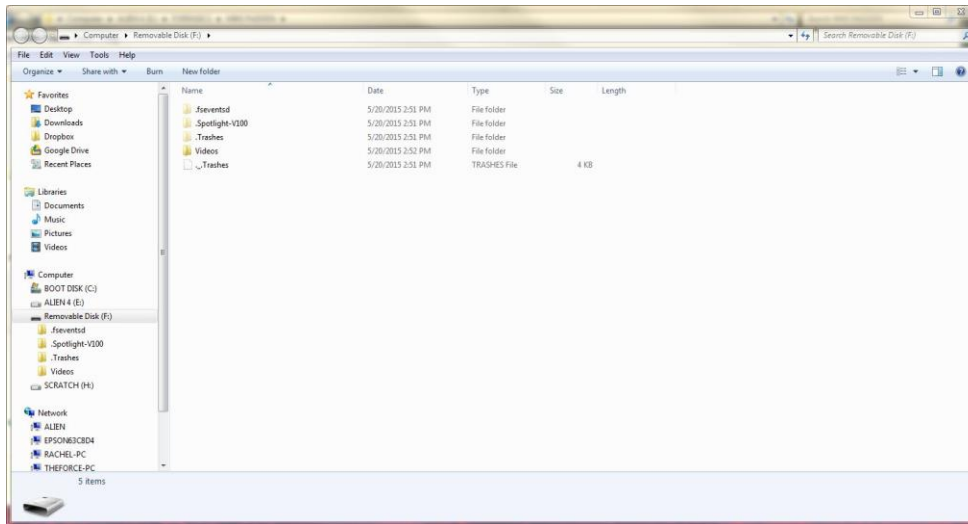 Computer ▸ Removable Disk (F:) ▸
Search Removable Disk (F:)
File Edit View Tools Help
Organize Share with Burn New folder
Name Date Type Size Length
.fseventsd 5/20/2015 2:51 PM File folder
.Spotlight-V100 5/20/2015 2:51 PM File folder
.Trashes 5/20/2015 2:51 PM File folder
Videos 5/20/2015 2:52 PM File folder
._.Trashes 5/20/2015 2:51 PM TRASHES File 4 KB
Favorites
Desktop
Downloads
Dropbox
Google Drive
Recent Places
Libraries
Documents
Music
Pictures
Videos
Computer
BOOT DISK (C:)
ALIEN 4 (E:)
Removable Disk (F:)
.fseventsd
.Spotlight-V100
.Trashes
Videos
SCRATCH (H:)
Network
ALIEN
EPSON63C8D4
RACHEL-PC
THEFORCE-PC
5 items